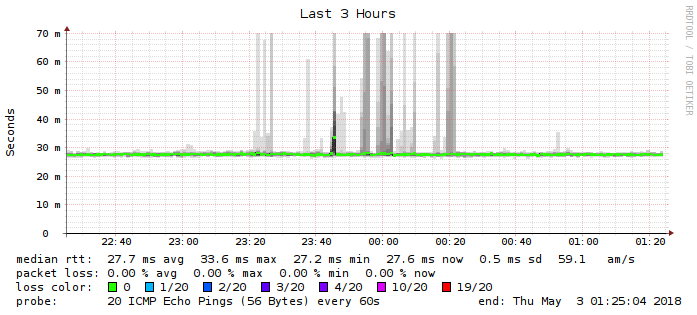 Last 3 Hours
RRDTOOL / TOBI OETIKER
Seconds
70 m
60 m
50 m
40 m
30 m
20 m
10 m
0
22:40 23:00 23:20 23:40 00:00 00:20 00:40 01:00 01:20
median rtt: 27.7 ms avg 33.6 ms max 27.2 ms min 27.6 ms now 0.5 ms sd 59.1 am/s
packet loss: 0.00 % avg 0.00 % max 0.00 % min 0.00 % now
loss color: 0 1/20 2/20 3/20 4/20 10/20 19/20
probe: 20 ICMP Echo Pings (56 Bytes) every 60s end: Thu May 3 01:25:04 2018